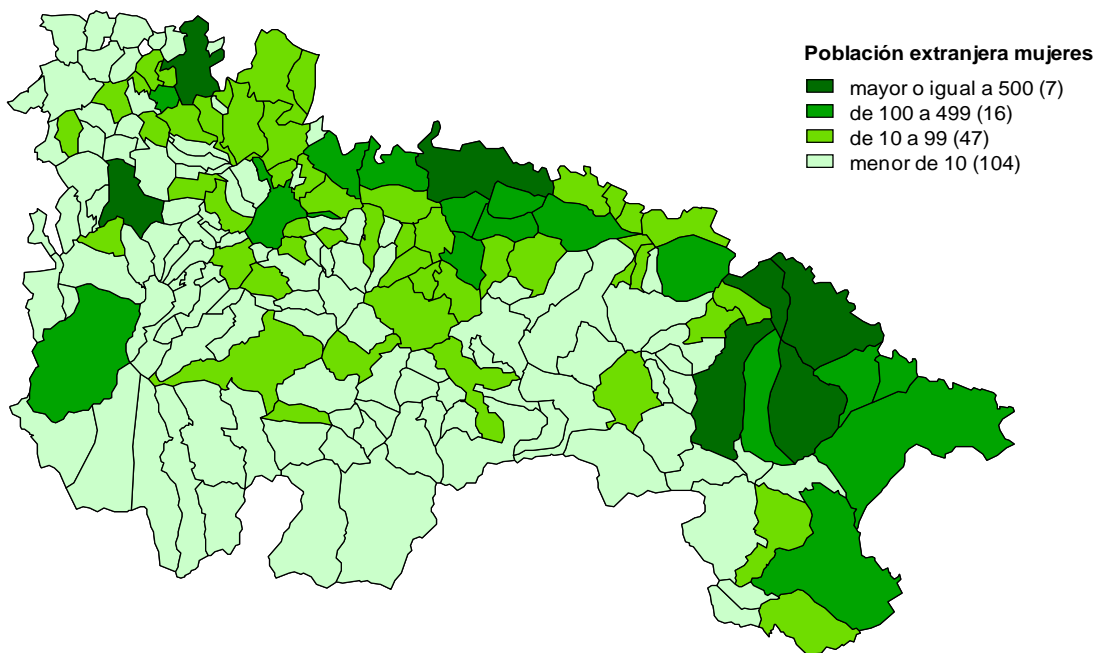 Población extranjera mujeres
mayor o igual a 500 (7)
de 100 a 499 (16)
de 10 a 99 (47)
menor de 10 (104)